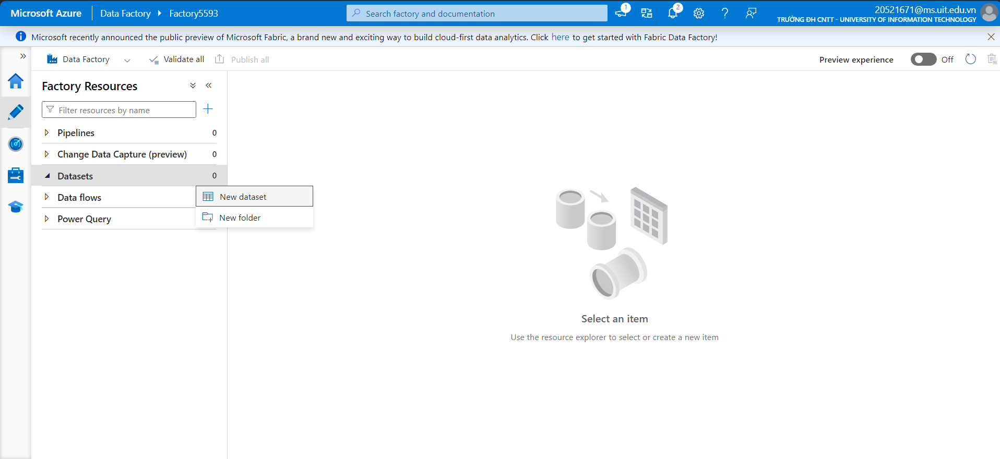 Microsoft Azure
Data Factory
Factory5593
Search factory and documentation
1
2
20521671@ms.uit.edu.vn
TRƯỜNG ĐH CNTT - UNIVERSITY OF INFORMATION TECHNOLOGY
Microsoft recently announced the public preview of Microsoft Fabric, a brand new and exciting way to build cloud-first data analytics. Click here to get started with Fabric Data Factory!
Data Factory
Validate all
Publish all
Preview experience
Off
Factory Resources
Filter resources by name
Pipelines 0
Change Data Capture (preview) 0
Datasets 0
New dataset
Data flows
New folder
Power Query
Select an item
Use the resource explorer to select or create a new item